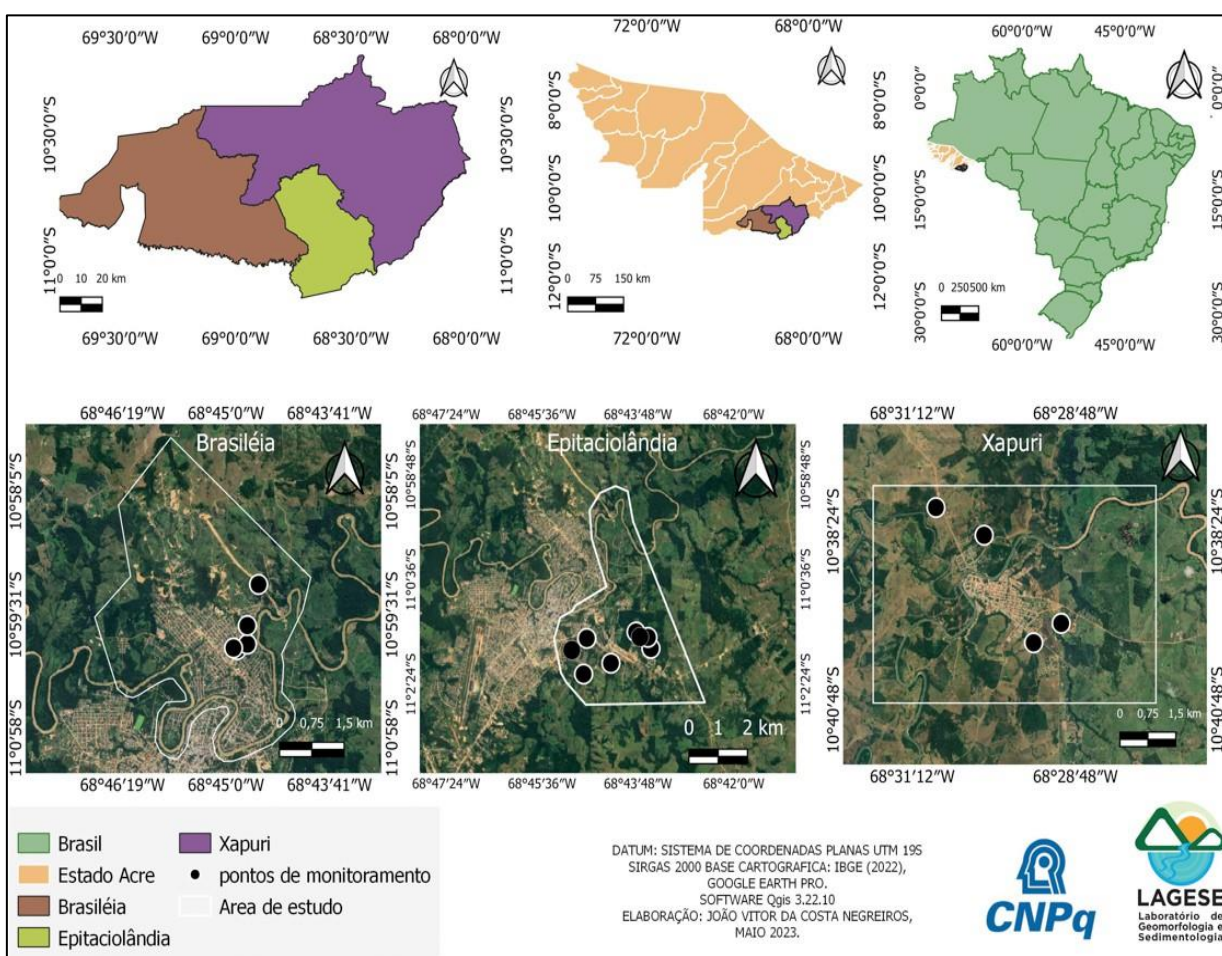 69°30'0"W 69°0'0"W 68°30'0"W 68°0'0"W
10°30'0"S 10°30'0"S
11°0'0"S 11°0'0"S
0 10 20 km
69°30'0"W 69°0'0"W 68°30'0"W 68°0'0"W
72°0'0"W 68°0'0"W
8°0'0"S 8°0'0"S
10°0'0"S 10°0'0"S
12°0'0"S 12°0'0"S
0 75 150 km
72°0'0"W 68°0'0"W
60°0'0"W 45°0'0"W
0°0'0" 0°0'0"
15°0'0"S 15°0'0"S
30°0'0"S 30°0'0"S
0 250500 km
60°0'0"W 45°0'0"W
68°46'19"W 68°45'0"W 68°43'41"W
Brasiléia
10°58'5"S 10°58'5"S
10°59'31"S 10°59'31"S
11°0'58"S 11°0'58"S
0 0,75 1,5 km
68°46'19"W 68°45'0"W 68°43'41"W
68°47'24"W 68°45'36"W 68°43'48"W 68°42'0"W
Epitaciolândia
10°58'48"S 10°58'48"S
11°0'36"S 11°0'36"S
11°2'24"S 11°2'24"S
0 1 2 km
68°47'24"W 68°45'36"W 68°43'48"W 68°42'0"W
68°31'12"W 68°28'48"W
Xapuri
10°38'24"S 10°38'24"S
10°40'48"S 10°40'48"S
0 0,75 1,5 km
68°31'12"W 68°28'48"W
Brasil
Estado Acre
Brasiléia
Epitaciolândia
Xapuri
pontos de monitoramento
Area de estudo
DATUM: SISTEMA DE COORDENADAS PLANAS UTM 19S
SIRGAS 2000 BASE CARTOGRAFICA: IBGE (2022),
GOOGLE EARTH PRO.
SOFTWARE Qgis 3.22.10
ELABORAÇÃO: JOÃO VITOR DA COSTA NEGREIROS,
MAIO 2023.
CNPq
LAGESE
Laboratório de
Geomorfologia e
Sedimentologia